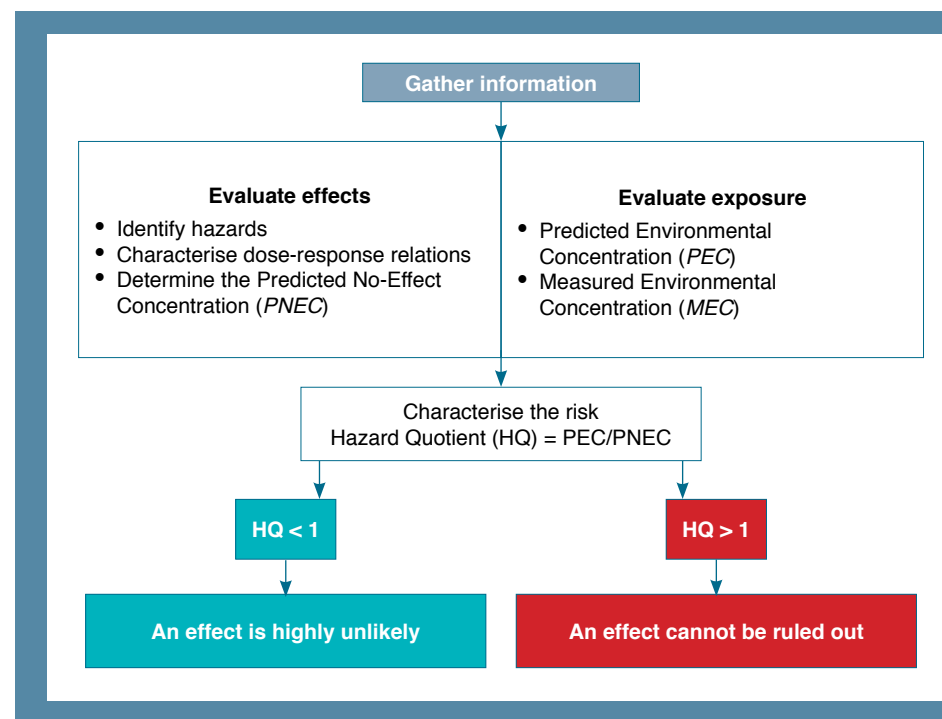 Gather information
Evaluate effects
• Identify hazards
• Characterise dose-response relations
• Determine the Predicted No-Effect
Concentration (PNEC)
Evaluate exposure
• Predicted Environmental
Concentration (PEC)
• Measured Environmental
Concentration (MEC)
Characterise the risk
Hazard Quotient (HQ) = PEC/PNEC
HQ < 1
HQ > 1
An effect is highly unlikely
An effect cannot be ruled out